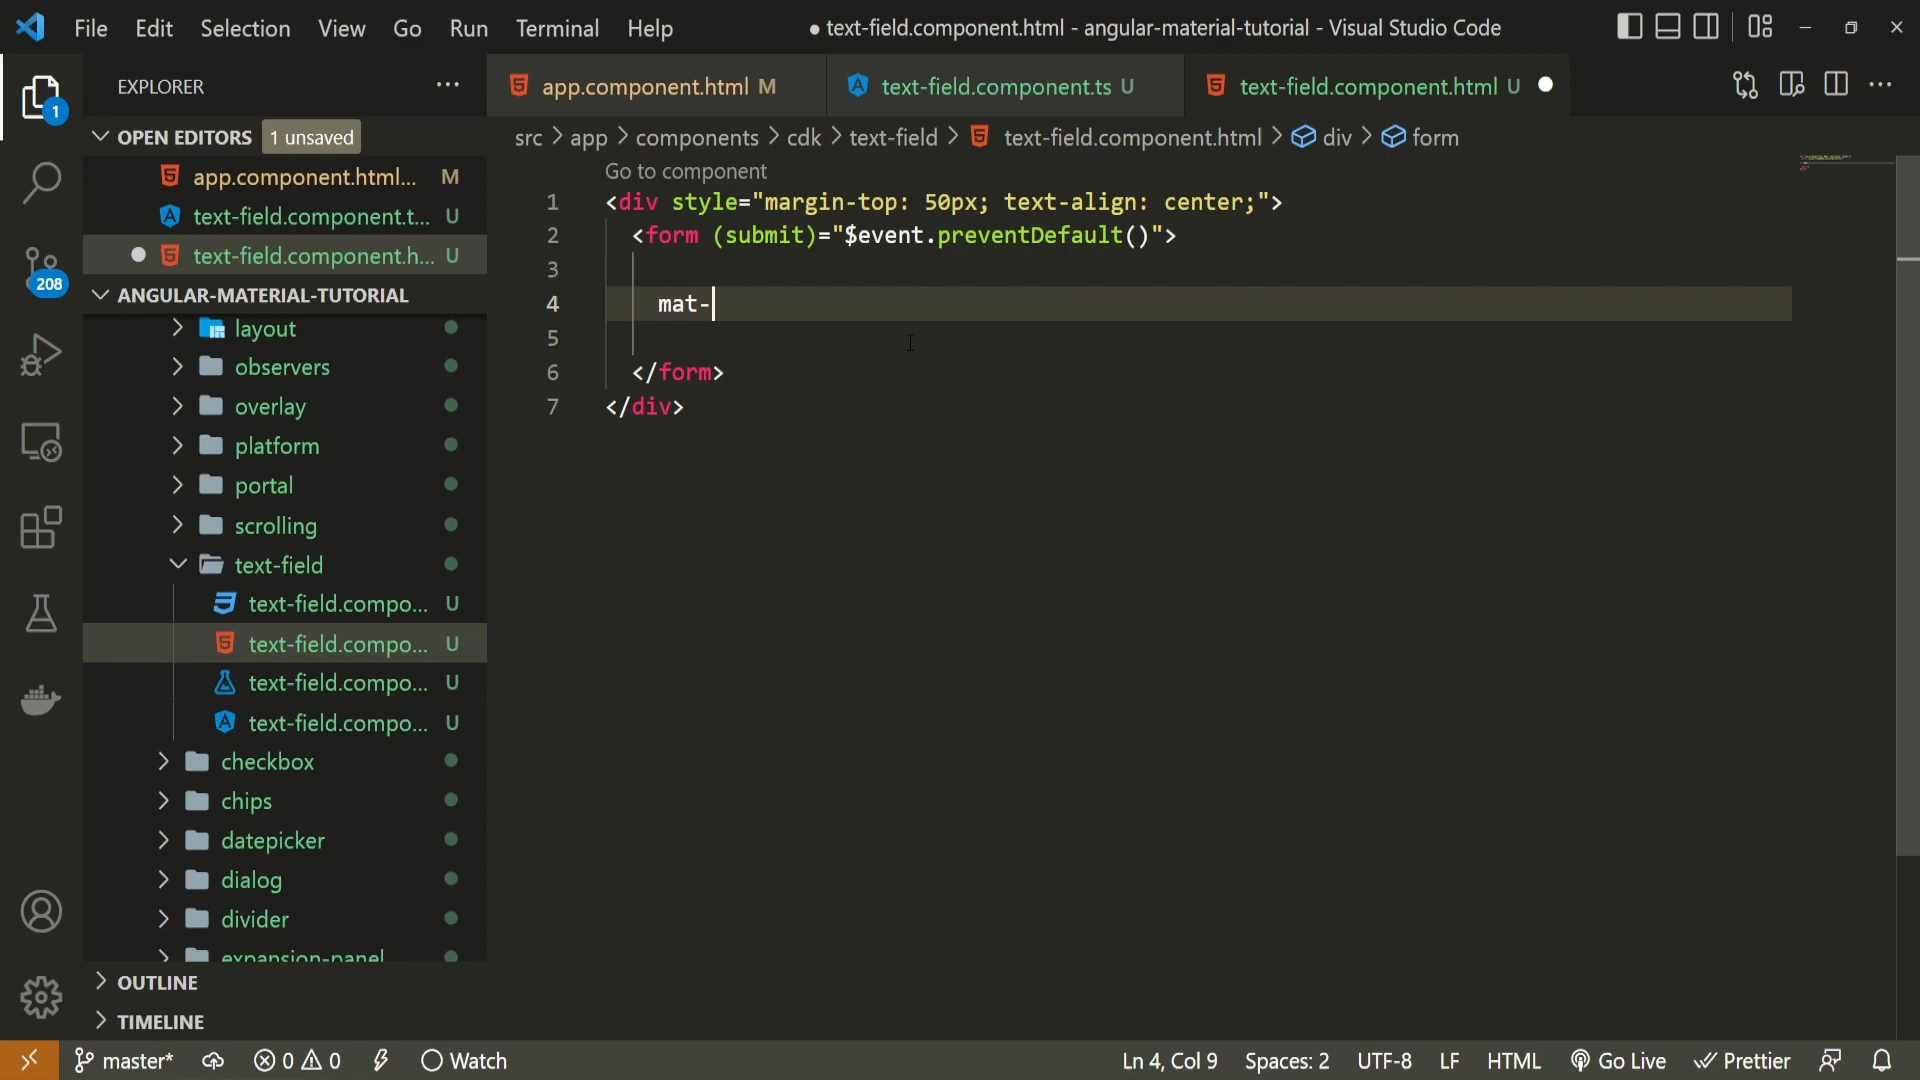 File Edit Selection View Go Run Terminal Help
● text-field.component.html - angular-material-tutorial - Visual Studio Code
EXPLORER
1
OPEN EDITORS 1 unsaved
app.component.html... M
text-field.component.t... U
text-field.component.h... U
208
ANGULAR-MATERIAL-TUTORIAL
layout
observers
overlay
platform
portal
scrolling
text-field
text-field.compo... U
text-field.compo... U
text-field.compo... U
text-field.compo... U
checkbox
chips
datepicker
dialog
divider
expansion-panel
OUTLINE
TIMELINE
app.component.html M
text-field.component.ts U
text-field.component.html U
src > app > components > cdk > text-field > text-field.component.html > div > form
Go to component
1 <div style="margin-top: 50px; text-align: center;">
2 <form (submit)="$event.preventDefault()">
3
4 mat-
5
6 </form>
7 </div>
master* 0 0 Watch
Ln 4, Col 9 Spaces: 2 UTF-8 LF HTML Go Live Prettier